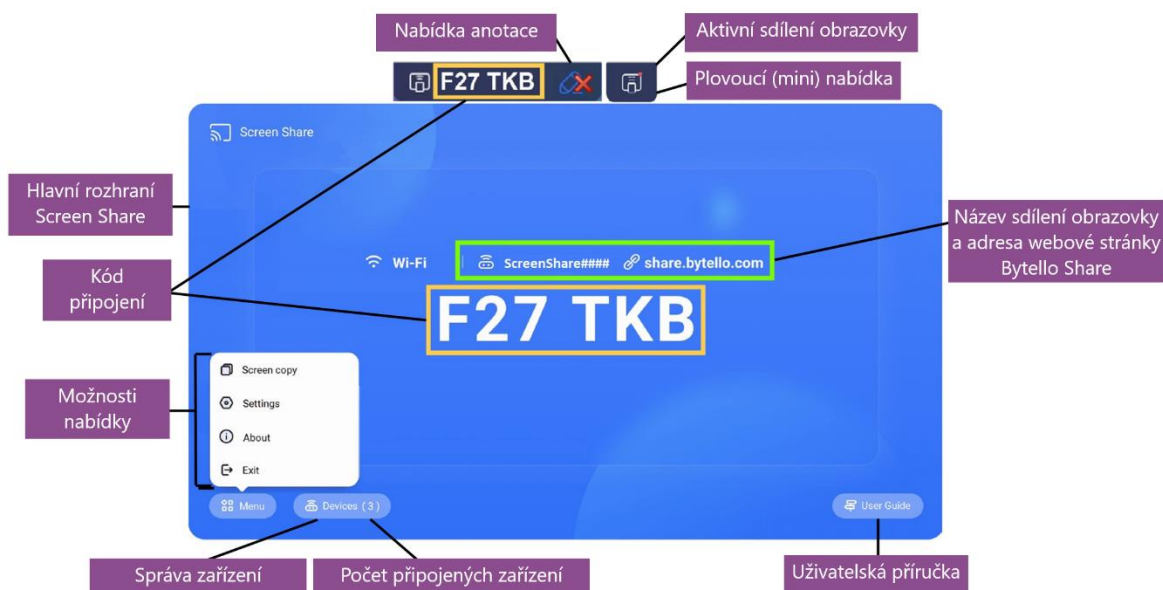 Nabídka anotace
Aktivní sdílení obrazovky
F27 TKB
Plovoucí (mini) nabídka
Screen Share
Hlavní rozhraní
Screen Share
Název sdílení obrazovky
a adresa webové stránky
Bytello Share
Wi-Fi | ScreenShare#### share.bytello.com
Kód
připojení
F27 TKB
Screen copy
Settings
About
Exit
Možnosti
nabídky
Menu
Devices ( 3 )
User Guide
Správa zařízení
Počet připojených zařízení
Uživatelská příručka